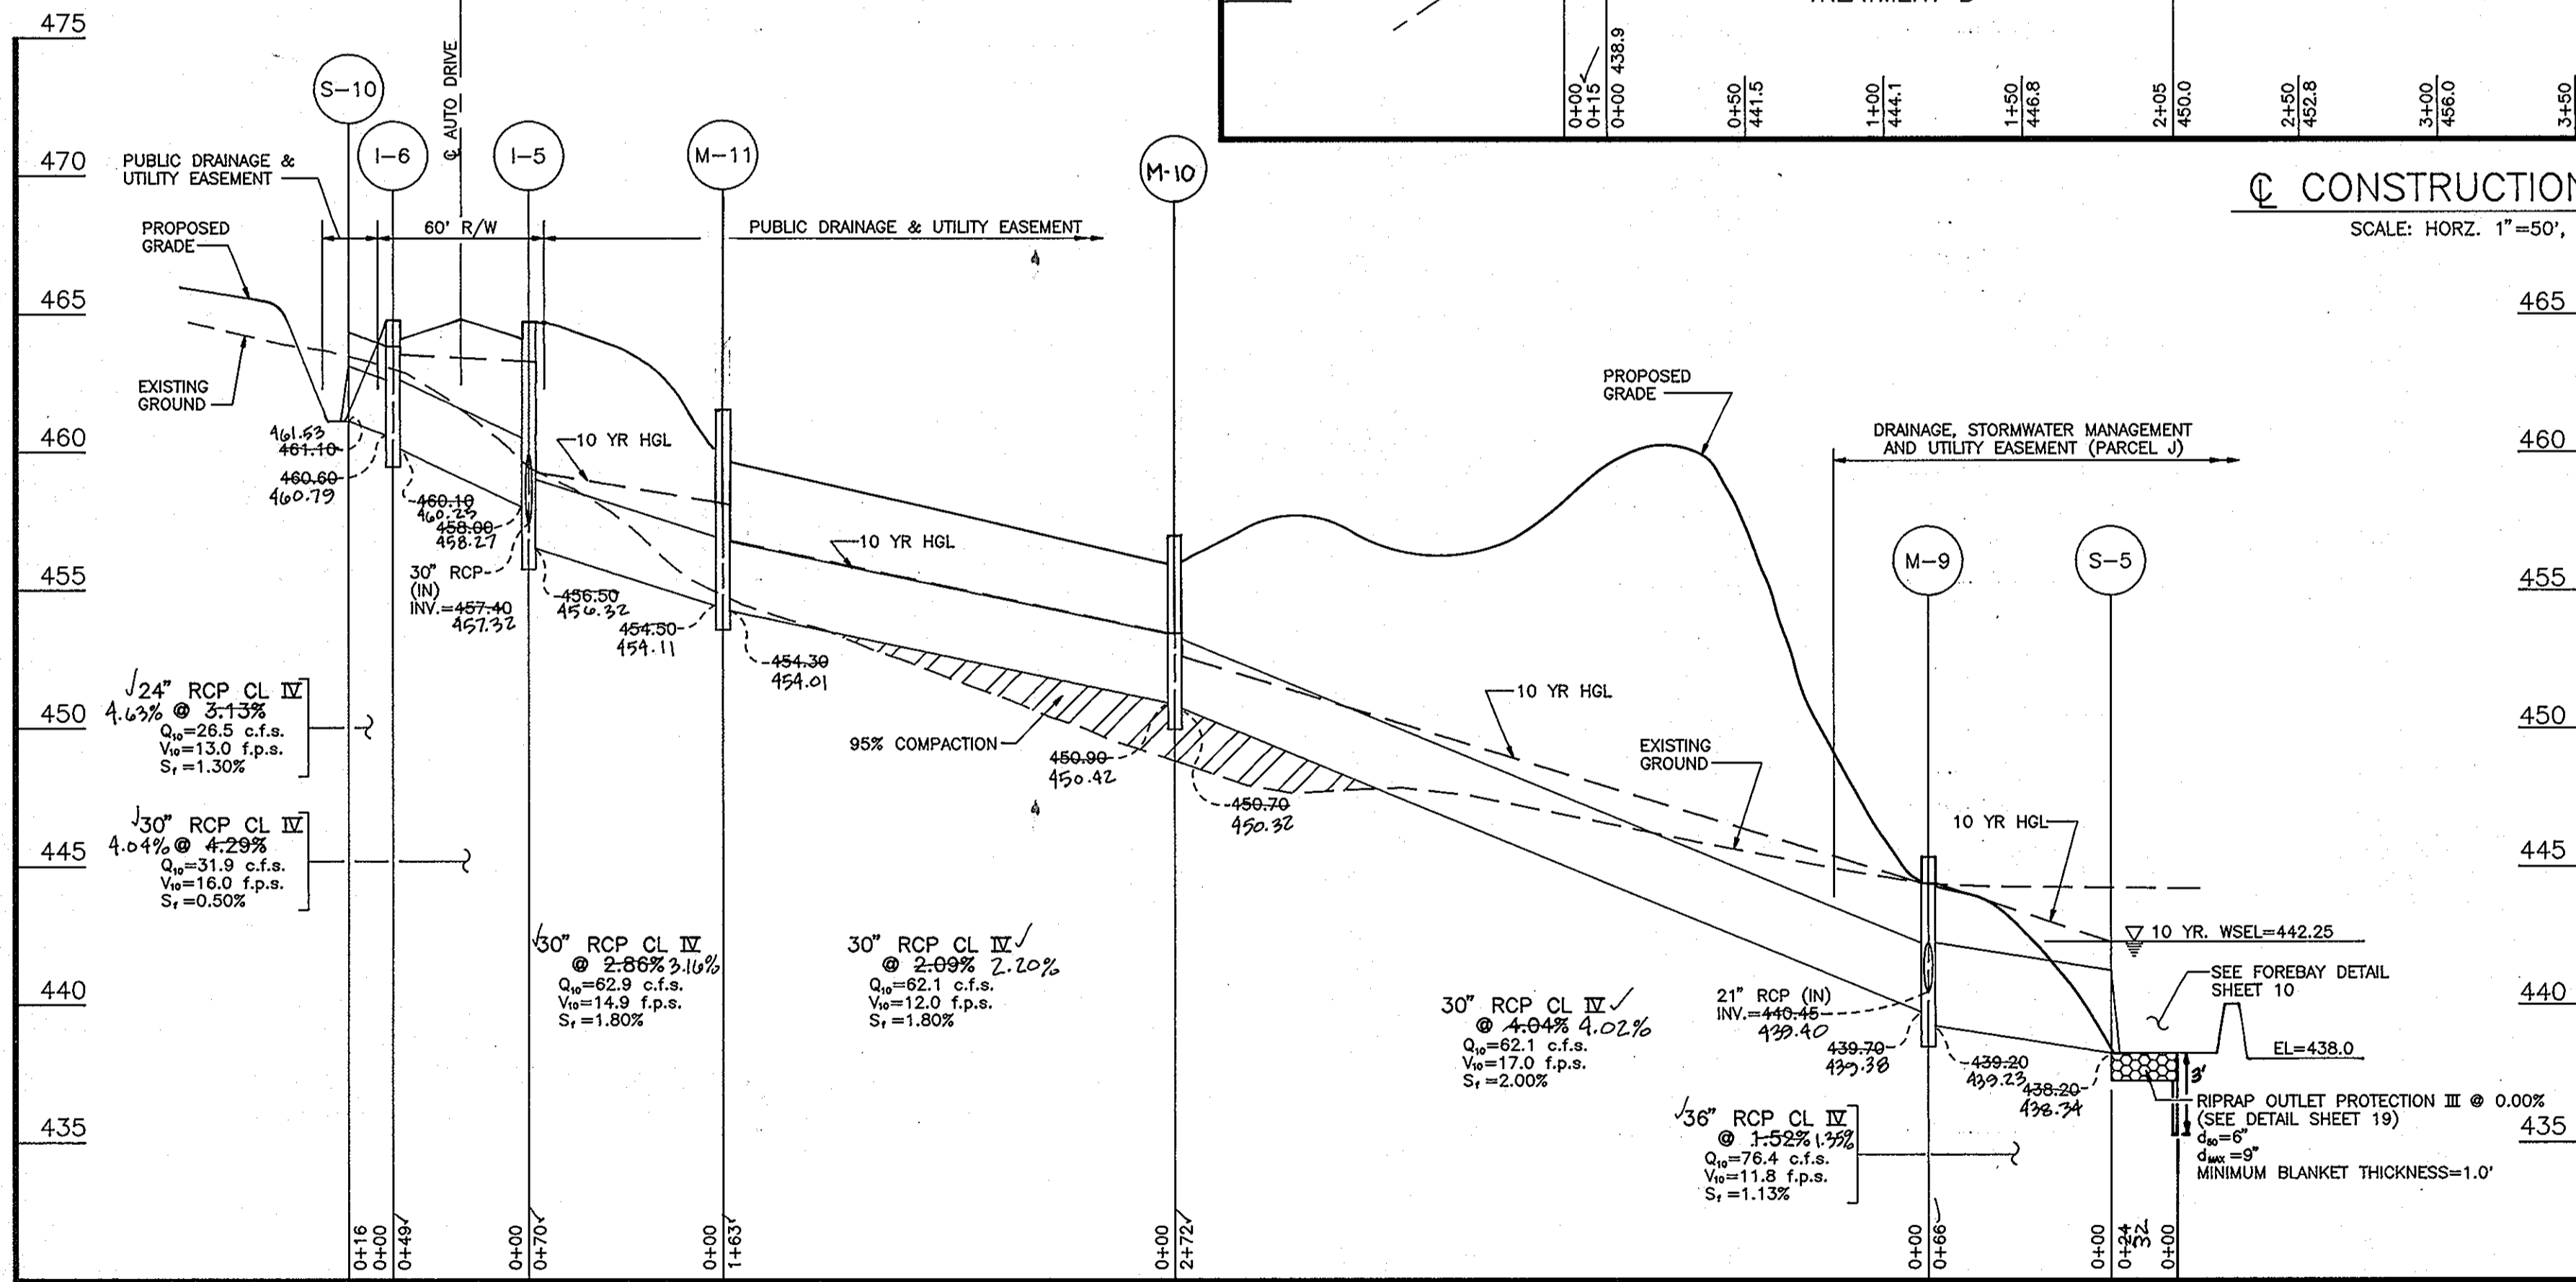 475
470
465
460
455
450
445
440
435
S-10
I-6
℄ AUTO DRIVE
I-5
M-11
M-10
M-9
S-5
0+00
0+15
0+00 438.9
0+50
441.5
1+00
444.1
1+50
446.8
2+05
450.0
2+50
452.8
3+00
456.0
3+50
℄ CONSTRUCTION
SCALE: HORZ. 1"=50',
PUBLIC DRAINAGE &
UTILITY EASEMENT
60' R/W
PUBLIC DRAINAGE & UTILITY EASEMENT
PROPOSED
GRADE
EXISTING
GROUND
461.53
461.10
460.60
460.79
460.10
460.25
458.00
458.27
30" RCP
(IN)
INV.=457.40
457.32
10 YR HGL
456.50
456.32
454.50
454.11
454.30
454.01
10 YR HGL
95% COMPACTION
450.90
450.42
450.70
450.32
PROPOSED
GRADE
10 YR HGL
EXISTING
GROUND
DRAINAGE, STORMWATER MANAGEMENT
AND UTILITY EASEMENT (PARCEL J)
10 YR HGL
10 YR. WSEL=442.25
SEE FOREBAY DETAIL
SHEET 10
EL=438.0
3'
RIPRAP OUTLET PROTECTION III @ 0.00%
(SEE DETAIL SHEET 19)
d50=6"
dMAX=9"
MINIMUM BLANKET THICKNESS=1.0'
√24" RCP CL IV
4.63% @ 3.13%
Q10=26.5 c.f.s.
V10=13.0 f.p.s.
Sf=1.30%
√30" RCP CL IV
4.04% @ 4.29%
Q10=31.9 c.f.s.
V10=16.0 f.p.s.
Sf=0.50%
√30" RCP CL IV
@ 2.86% 3.16%
Q10=62.9 c.f.s.
V10=14.9 f.p.s.
Sf=1.80%
30" RCP CL IV√
@ 2.09% 2.20%
Q10=62.1 c.f.s.
V10=12.0 f.p.s.
Sf=1.80%
30" RCP CL IV√
@ 4.04% 4.02%
Q10=62.1 c.f.s.
V10=17.0 f.p.s.
Sf=2.00%
21" RCP (IN)
INV.=440.45
439.40
439.70
439.38
439.20
439.23
438.20
438.34
√36" RCP CL IV
@ 1.52% 1.35%
Q10=76.4 c.f.s.
V10=11.8 f.p.s.
Sf=1.13%
0+16
0+00
0+49
0+00
0+70
0+00
1+63
0+00
2+72
0+00
0+66
0+00
0+24
32
0+00
465
460
455
450
445
440
435